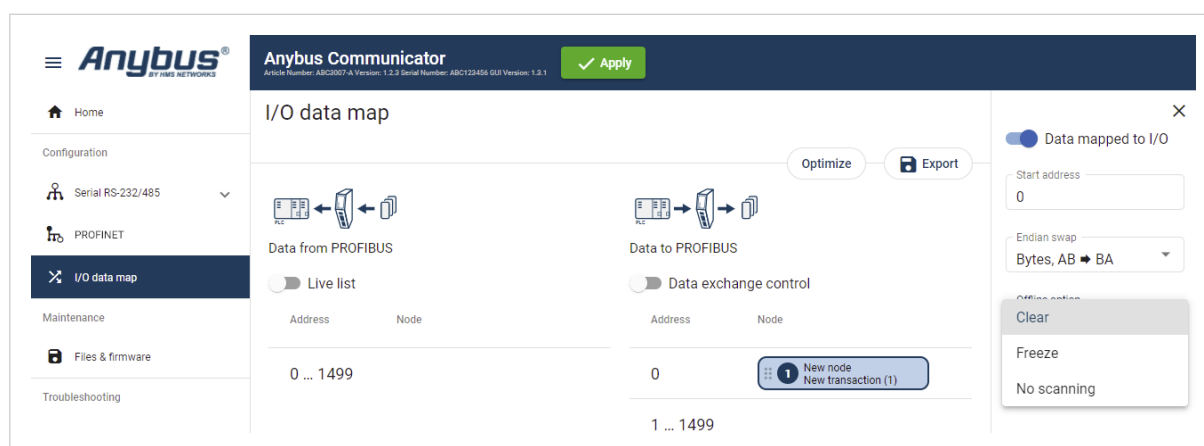 Anybus®
BY HMS NETWORKS
Anybus Communicator
Article Number: ABC3007-A Version: 1.2.3 Serial Number: ABC123456 GUI Version: 1.3.1
Apply
Home
Configuration
Serial RS-232/485
PROFINET
I/O data map
Maintenance
Files & firmware
Troubleshooting
I/O data map
Optimize
Export
PLC
Data from PROFIBUS
Live list
Address Node
0 ... 1499
PLC
Data to PROFIBUS
Data exchange control
Address Node
0
1
New node
New transaction (1)
1 ... 1499
Data mapped to I/O
Start address
0
Endian swap
Bytes, AB ➡ BA
Offline option
Clear
Freeze
No scanning